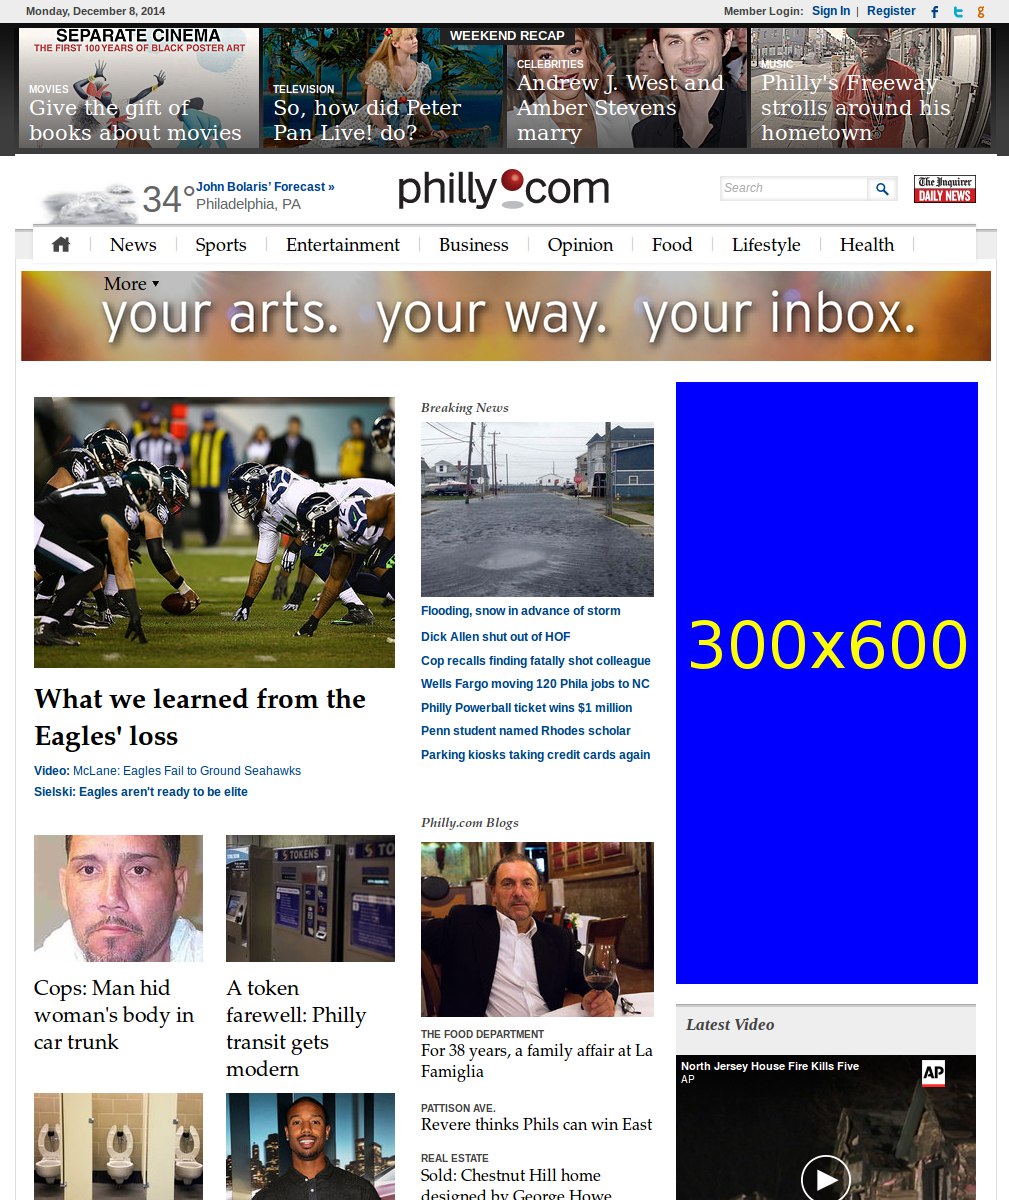 Monday, December 8, 2014
Member Login: Sign In | Register
WEEKEND RECAP
SEPARATE CINEMA
THE FIRST 100 YEARS OF BLACK POSTER ART
MOVIES
Give the gift of
books about movies
TELEVISION
So, how did Peter
Pan Live! do?
CELEBRITIES
Andrew J. West and
Amber Stevens
marry
MUSIC
Philly's Freeway
strolls around his
hometown
34°
John Bolaris' Forecast »
Philadelphia, PA
philly.com
Search
The Inquirer
DAILY NEWS
News
Sports
Entertainment
Business
Opinion
Food
Lifestyle
Health
More
your arts. your way. your inbox.
What we learned from the
Eagles' loss
Video: McLane: Eagles Fail to Ground Seahawks
Sielski: Eagles aren't ready to be elite
Cops: Man hid
woman's body in
car trunk
TOKENS
TO
A token
farewell: Philly
transit gets
modern
Breaking News
Flooding, snow in advance of storm
Dick Allen shut out of HOF
Cop recalls finding fatally shot colleague
Wells Fargo moving 120 Phila jobs to NC
Philly Powerball ticket wins $1 million
Penn student named Rhodes scholar
Parking kiosks taking credit cards again
Philly.com Blogs
THE FOOD DEPARTMENT
For 38 years, a family affair at La
Famiglia
PATTISON AVE.
Revere thinks Phils can win East
REAL ESTATE
Sold: Chestnut Hill home
designed by George Howe
300x600
Latest Video
North Jersey House Fire Kills Five
AP
AP